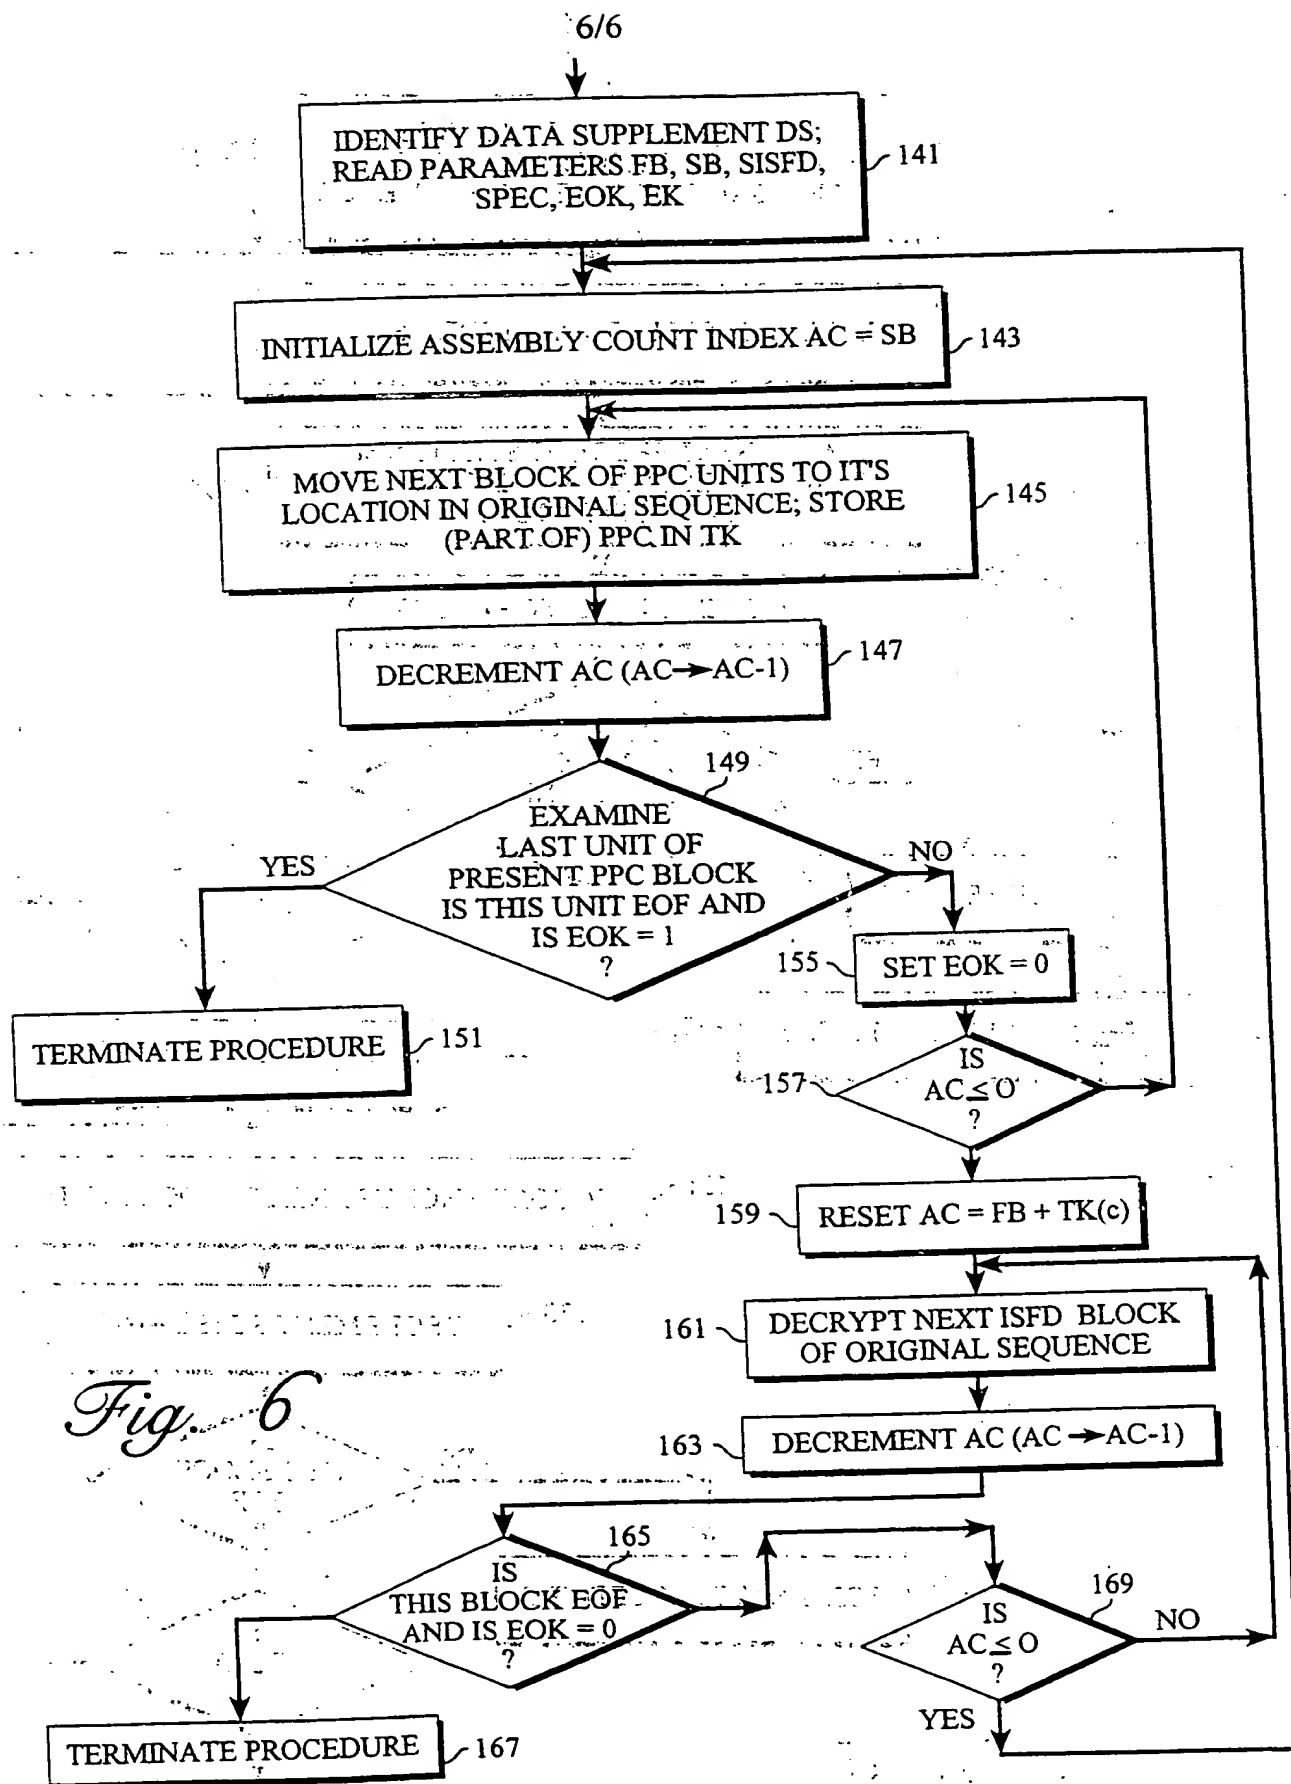 6/6
IDENTIFY DATA SUPPLEMENT DS;
READ PARAMETERS FB, SB, SISFD,
SPEC, EOK, EK
141
INITIALIZE ASSEMBLY COUNT INDEX AC = SB
143
MOVE NEXT BLOCK OF PPC UNITS TO IT'S
LOCATION IN ORIGINAL SEQUENCE; STORE
(PART OF) PPC IN TK
145
DECREMENT AC (AC→AC-1)
147
149
EXAMINE
LAST UNIT OF
PRESENT PPC BLOCK
IS THIS UNIT EOF AND
IS EOK = 1
?
YES
NO
155
SET EOK = 0
TERMINATE PROCEDURE
151
157
IS
AC ≤ O
?
159
RESET AC = FB + TK(c)
161
DECRYPT NEXT ISFD BLOCK
OF ORIGINAL SEQUENCE
Fig. 6
163
DECREMENT AC (AC→AC-1)
165
IS
THIS BLOCK EOF
AND IS EOK = 0
?
169
IS
AC ≤ O
?
NO
YES
TERMINATE PROCEDURE
167